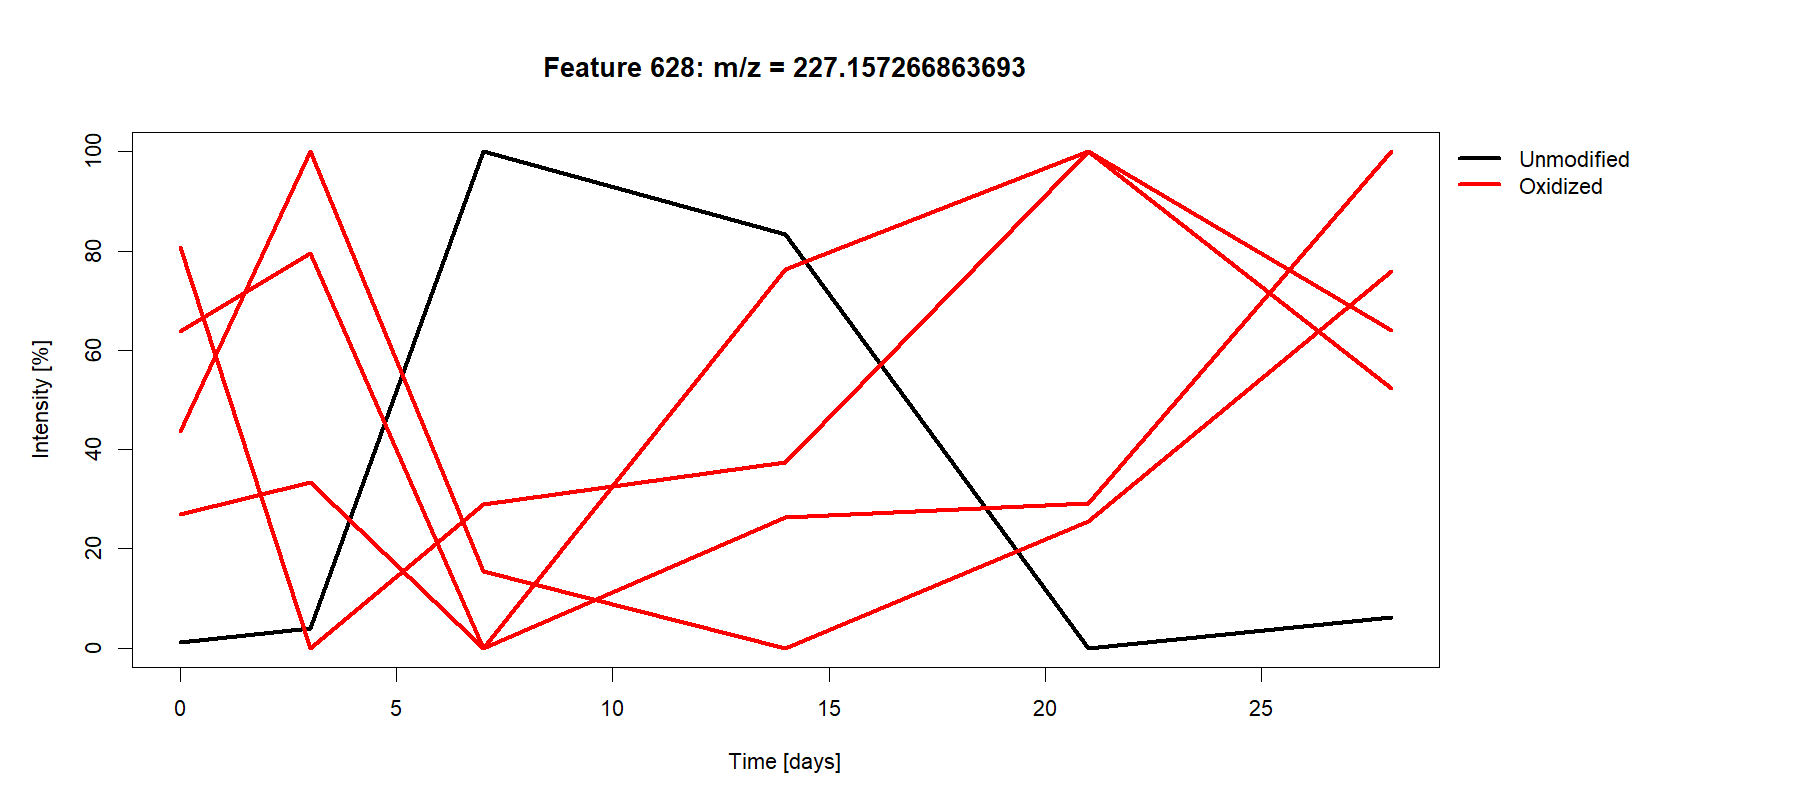 Feature 628: m/z = 227.157266863693
Unmodified
Oxidized
100
80
60
40
20
0
Intensity [%]
0 5 10 15 20 25
Time [days]